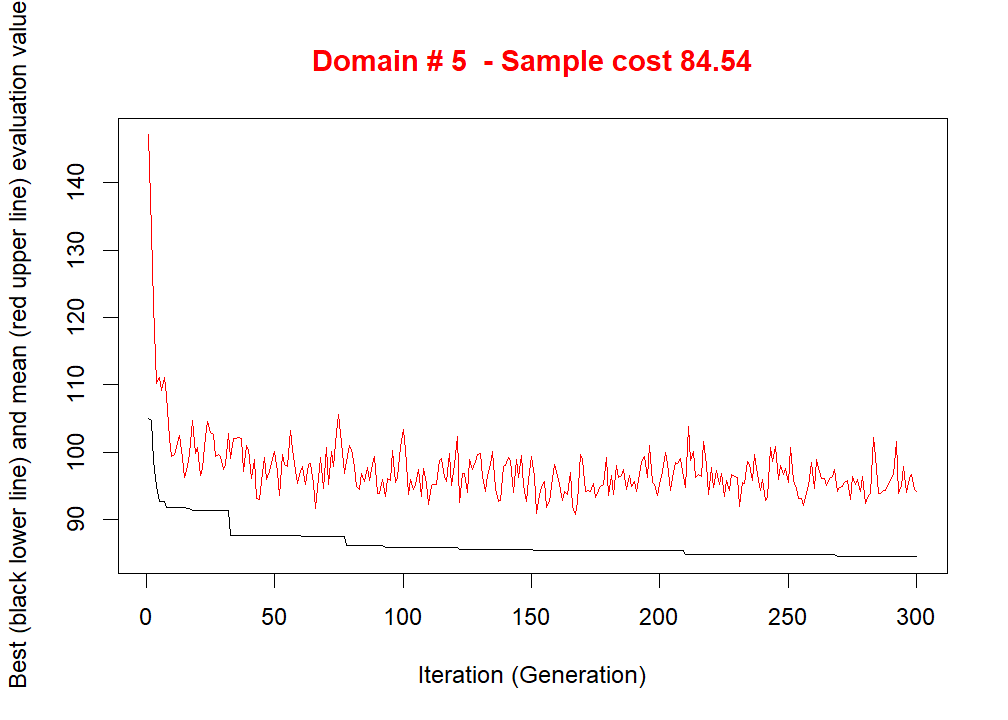 Domain # 5  - Sample cost 84.54
Best (black lower line) and mean (red upper line) evaluation value
140
130
120
110
100
90
0 50 100 150 200 250 300
Iteration (Generation)